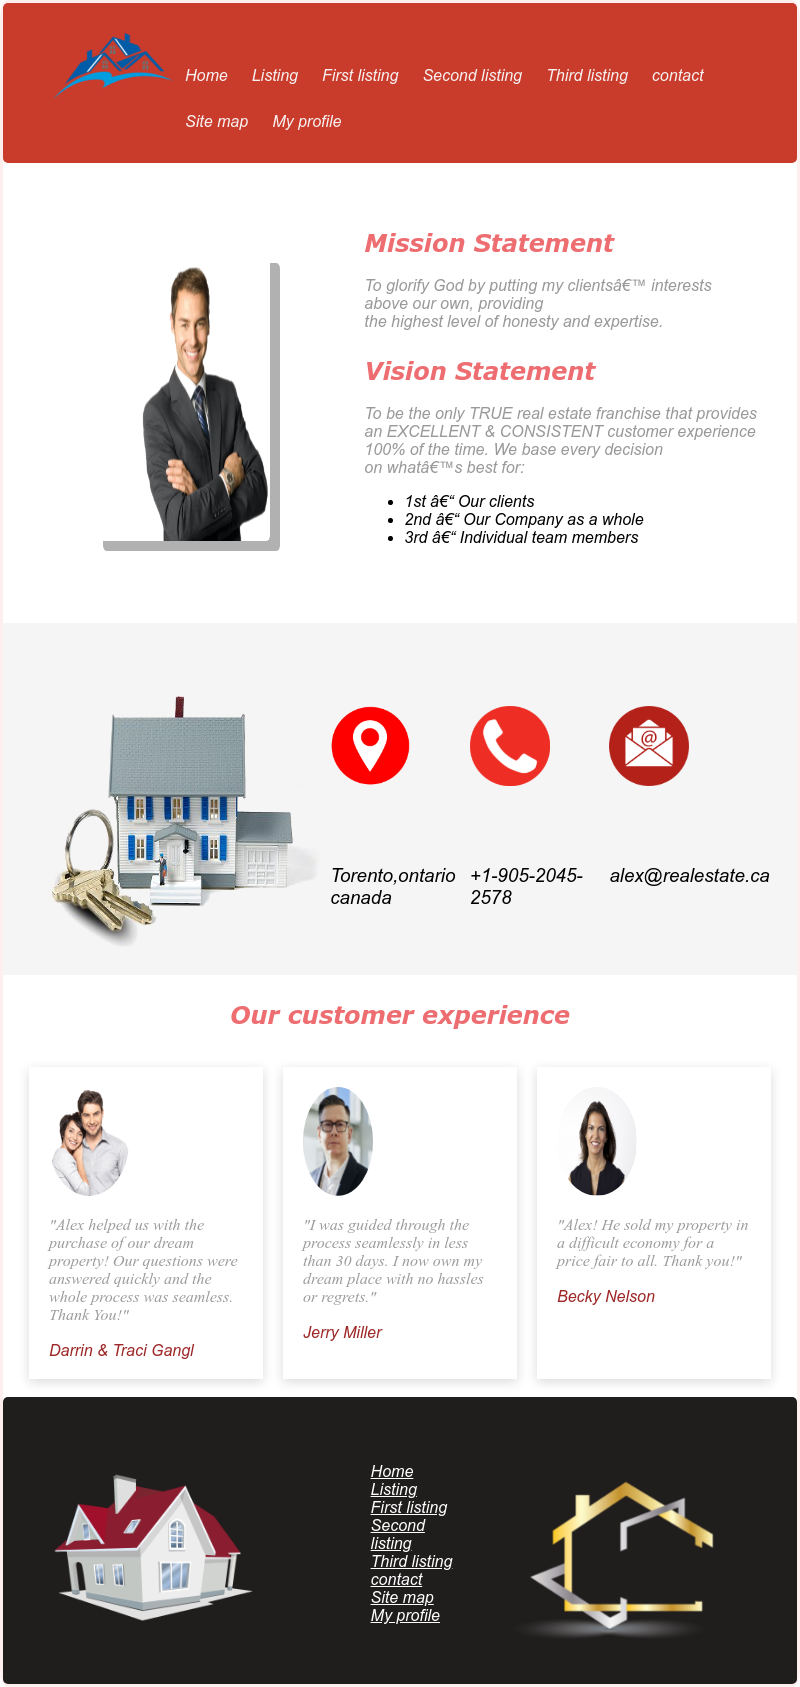 Home Listing First listing Second listing Third listing contact
Site map My profile
Mission Statement
To glorify God by putting my clientsâ€™ interests
above our own, providing
the highest level of honesty and expertise.
Vision Statement
To be the only TRUE real estate franchise that provides
an EXCELLENT & CONSISTENT customer experience
100% of the time. We base every decision
on whatâ€™s best for:
• 1st â€“ Our clients
• 2nd â€“ Our Company as a whole
• 3rd â€“ Individual team members
@
Torento,ontario
canada
+1-905-2045-
2578
alex@realestate.ca
Our customer experience
"Alex helped us with the
purchase of our dream
property! Our questions were
answered quickly and the
whole process was seamless.
Thank You!"
Darrin & Traci Gangl
"I was guided through the
process seamlessly in less
than 30 days. I now own my
dream place with no hassles
or regrets."
Jerry Miller
"Alex! He sold my property in
a difficult economy for a
price fair to all. Thank you!"
Becky Nelson
Home
Listing
First listing
Second
listing
Third listing
contact
Site map
My profile